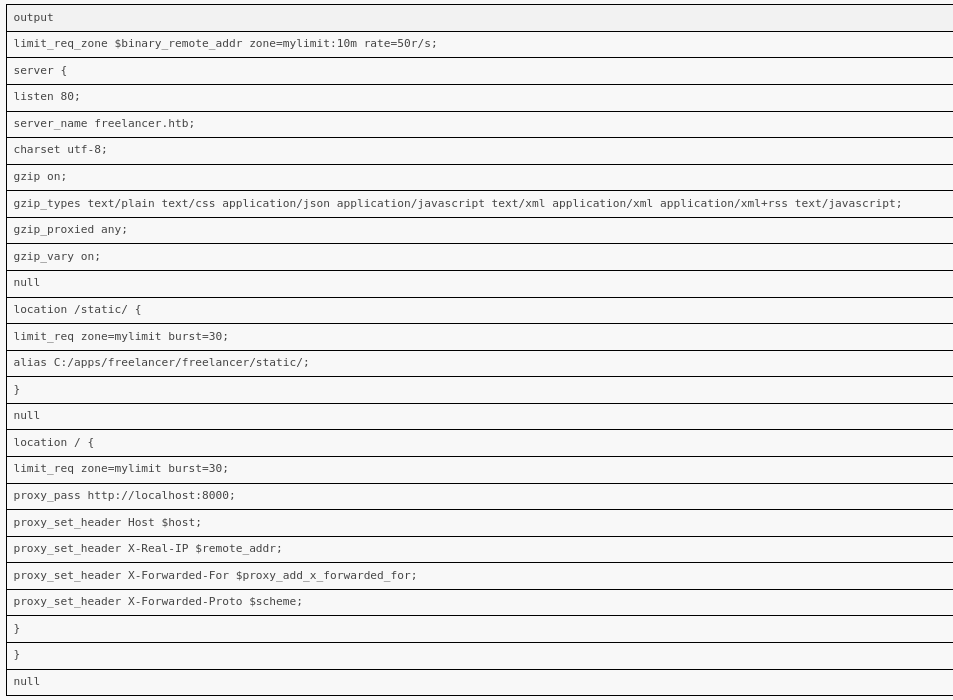 output
limit_req_zone $binary_remote_addr zone=mylimit:10m rate=50r/s;
server {
listen 80;
server_name freelancer.htb;
charset utf-8;
gzip on;
gzip_types text/plain text/css application/json application/javascript text/xml application/xml application/xml+rss text/javascript;
gzip_proxied any;
gzip_vary on;
null
location /static/ {
limit_req zone=mylimit burst=30;
alias C:/apps/freelancer/freelancer/static/;
}
null
location / {
limit_req zone=mylimit burst=30;
proxy_pass http://localhost:8000;
proxy_set_header Host $host;
proxy_set_header X-Real-IP $remote_addr;
proxy_set_header X-Forwarded-For $proxy_add_x_forwarded_for;
proxy_set_header X-Forwarded-Proto $scheme;
}
}
null